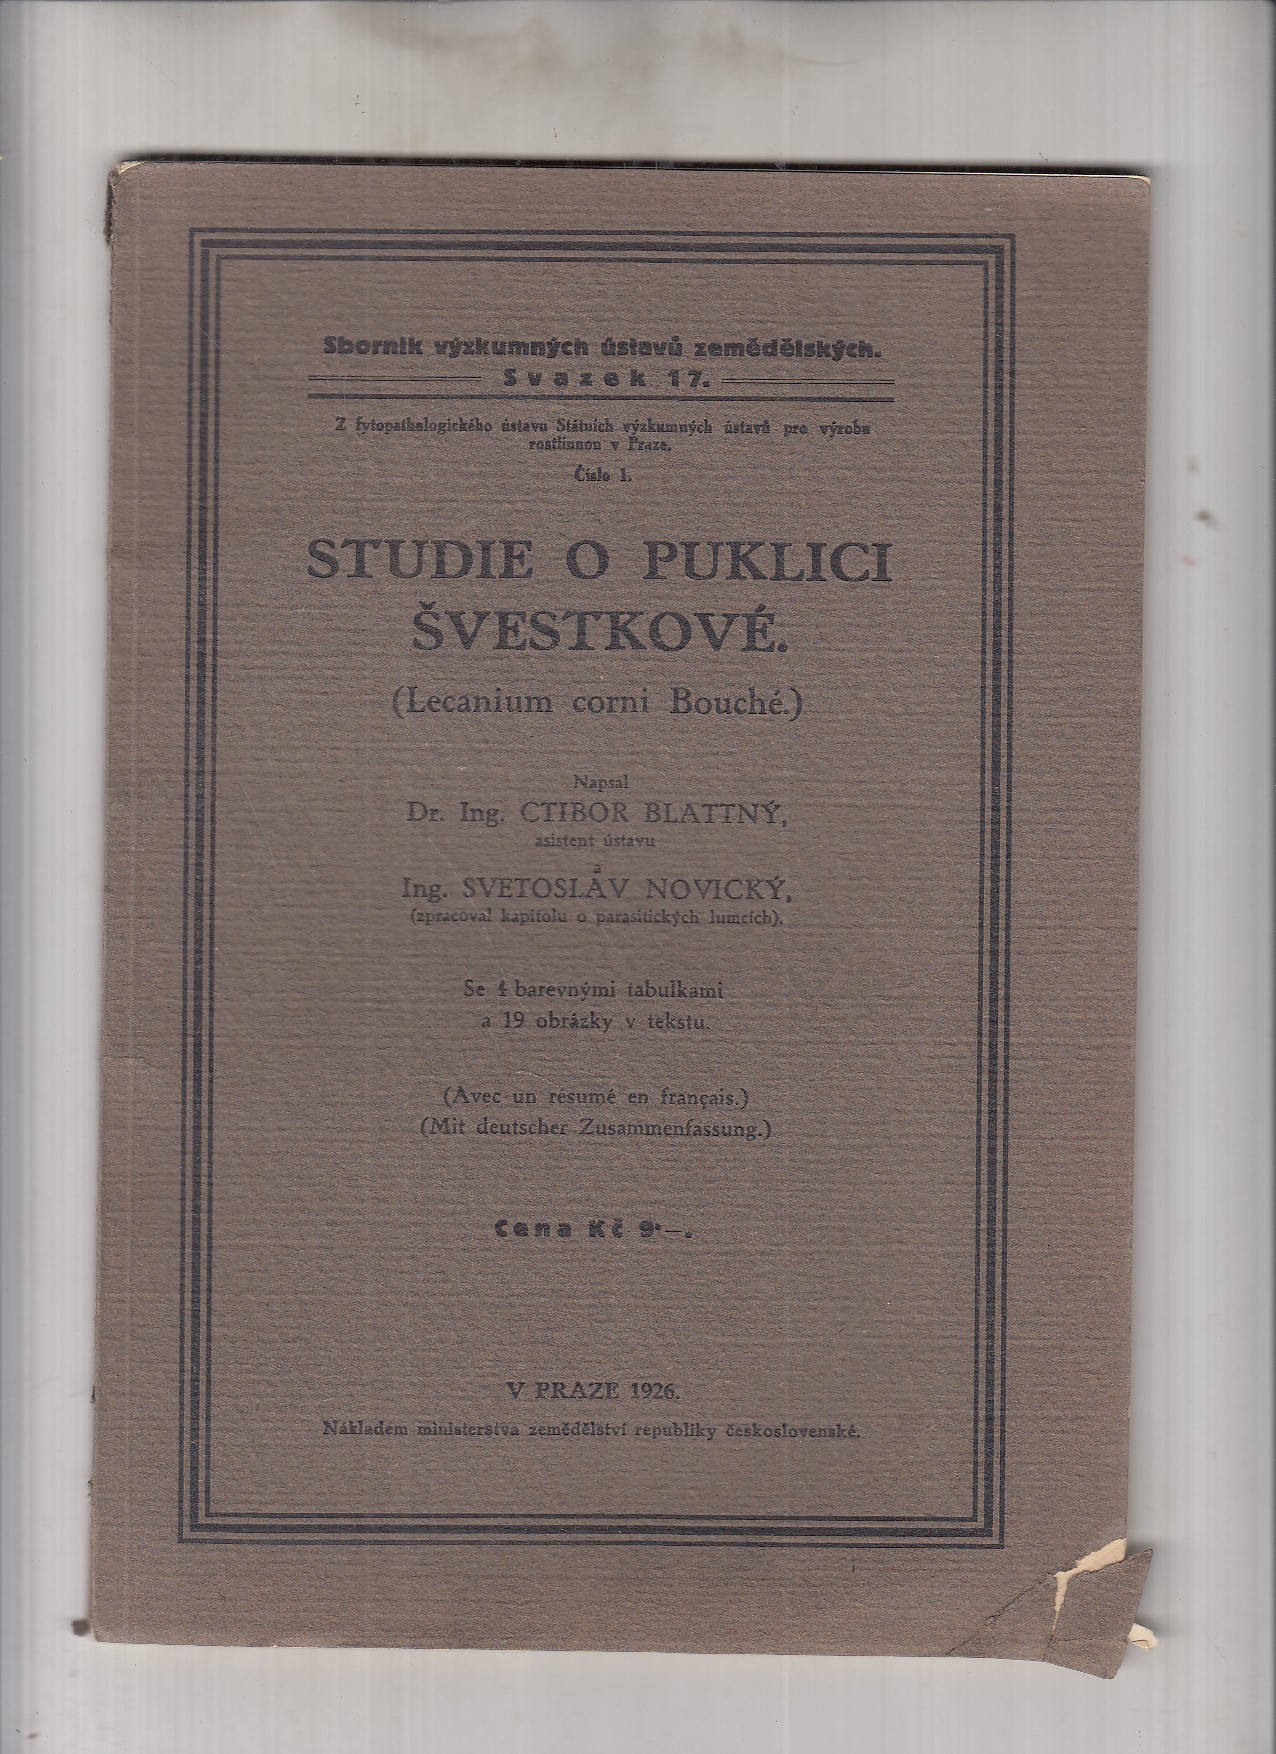 Sborník výzkumných ústavů zemědělských.
Svazek 17.
Z fytopathologického ústavu Státních výzkumných ústavů pro výrobu
rostlinnou v Praze.
Číslo 1.
STUDIE O PUKLICI
ŠVESTKOVÉ.
(Lecanium corni Bouché.)
Napsal
Dr. Ing. CTIBOR BLATTNÝ,
asistent ústavu
a
Ing. SVETOSLAV NOVICKÝ,
(zpracoval kapitolu o parasitických lumcích).
Se 4 barevnými tabulkami
a 19 obrázky v tekstu.
(Avec un résumé en français.)
(Mit deutscher Zusammenfassung.)
Cena Kč 9·–.
V PRAZE 1926.
Nákladem ministerstva zemědělství republiky československé.